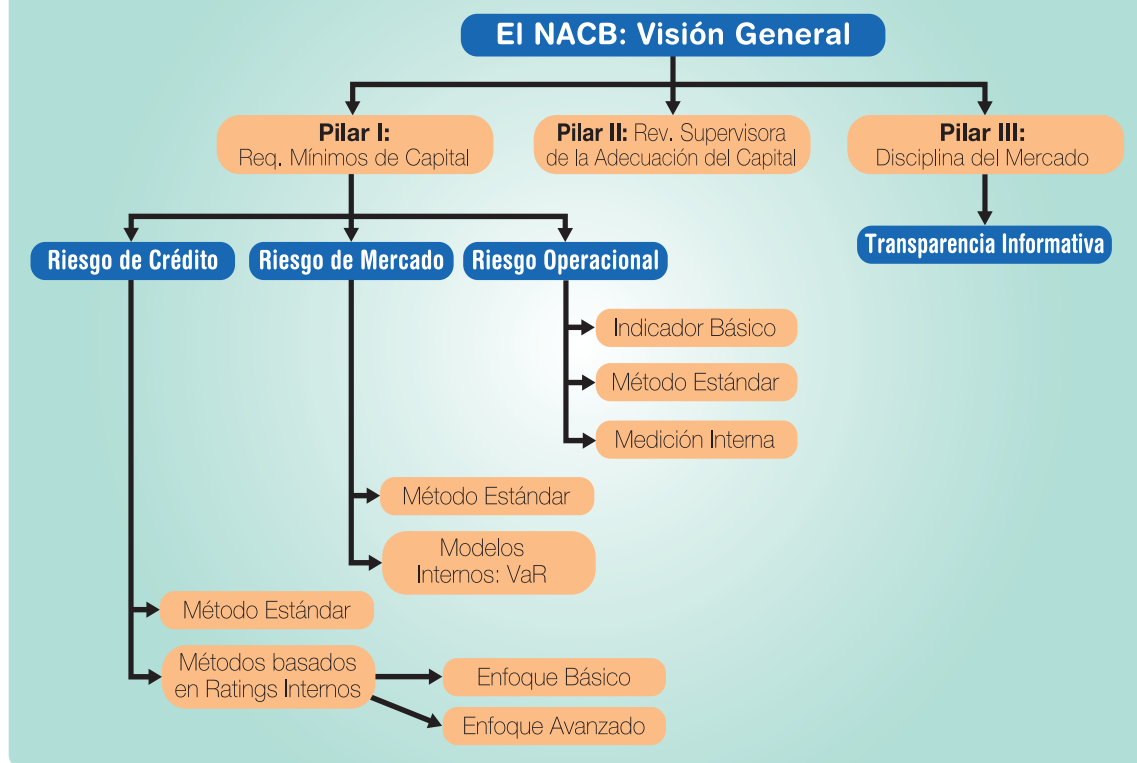 El NACB: Visión General
Pilar I:
Req. Mínimos de Capital
Pilar II: Rev. Supervisora
de la Adecuación del Capital
Pilar III:
Disciplina del Mercado
Riesgo de Crédito
Riesgo de Mercado
Riesgo Operacional
Transparencia Informativa
Indicador Básico
Método Estándar
Medición Interna
Método Estándar
Modelos
Internos: VaR
Método Estándar
Métodos basados
en Ratings Internos
Enfoque Básico
Enfoque Avanzado